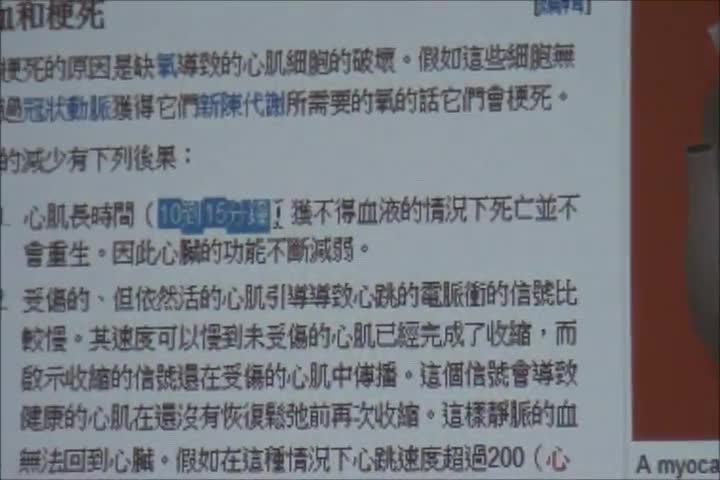 血和梗死
梗死的原因是缺氧導致的心肌細胞的破壞。假如這些細胞無
過冠狀動脈獲得它們新陳代謝所需要的氧的話它們會梗死。
的減少有下列後果：
心肌長時間（10到15分鐘）獲不得血液的情況下死亡並不
會重生。因此心臟的功能不斷減弱。
受傷的、但依然活的心肌引導導致心跳的電脈衝的信號比
較慢。其速度可以慢到未受傷的心肌已經完成了收縮，而
啟示收縮的信號還在受傷的心肌中傳播。這個信號會導致
健康的心肌在還沒有恢復鬆弛前再次收縮。這樣靜脈的血
無法回到心臟。假如在這種情況下心跳速度超過200（心
A myoca